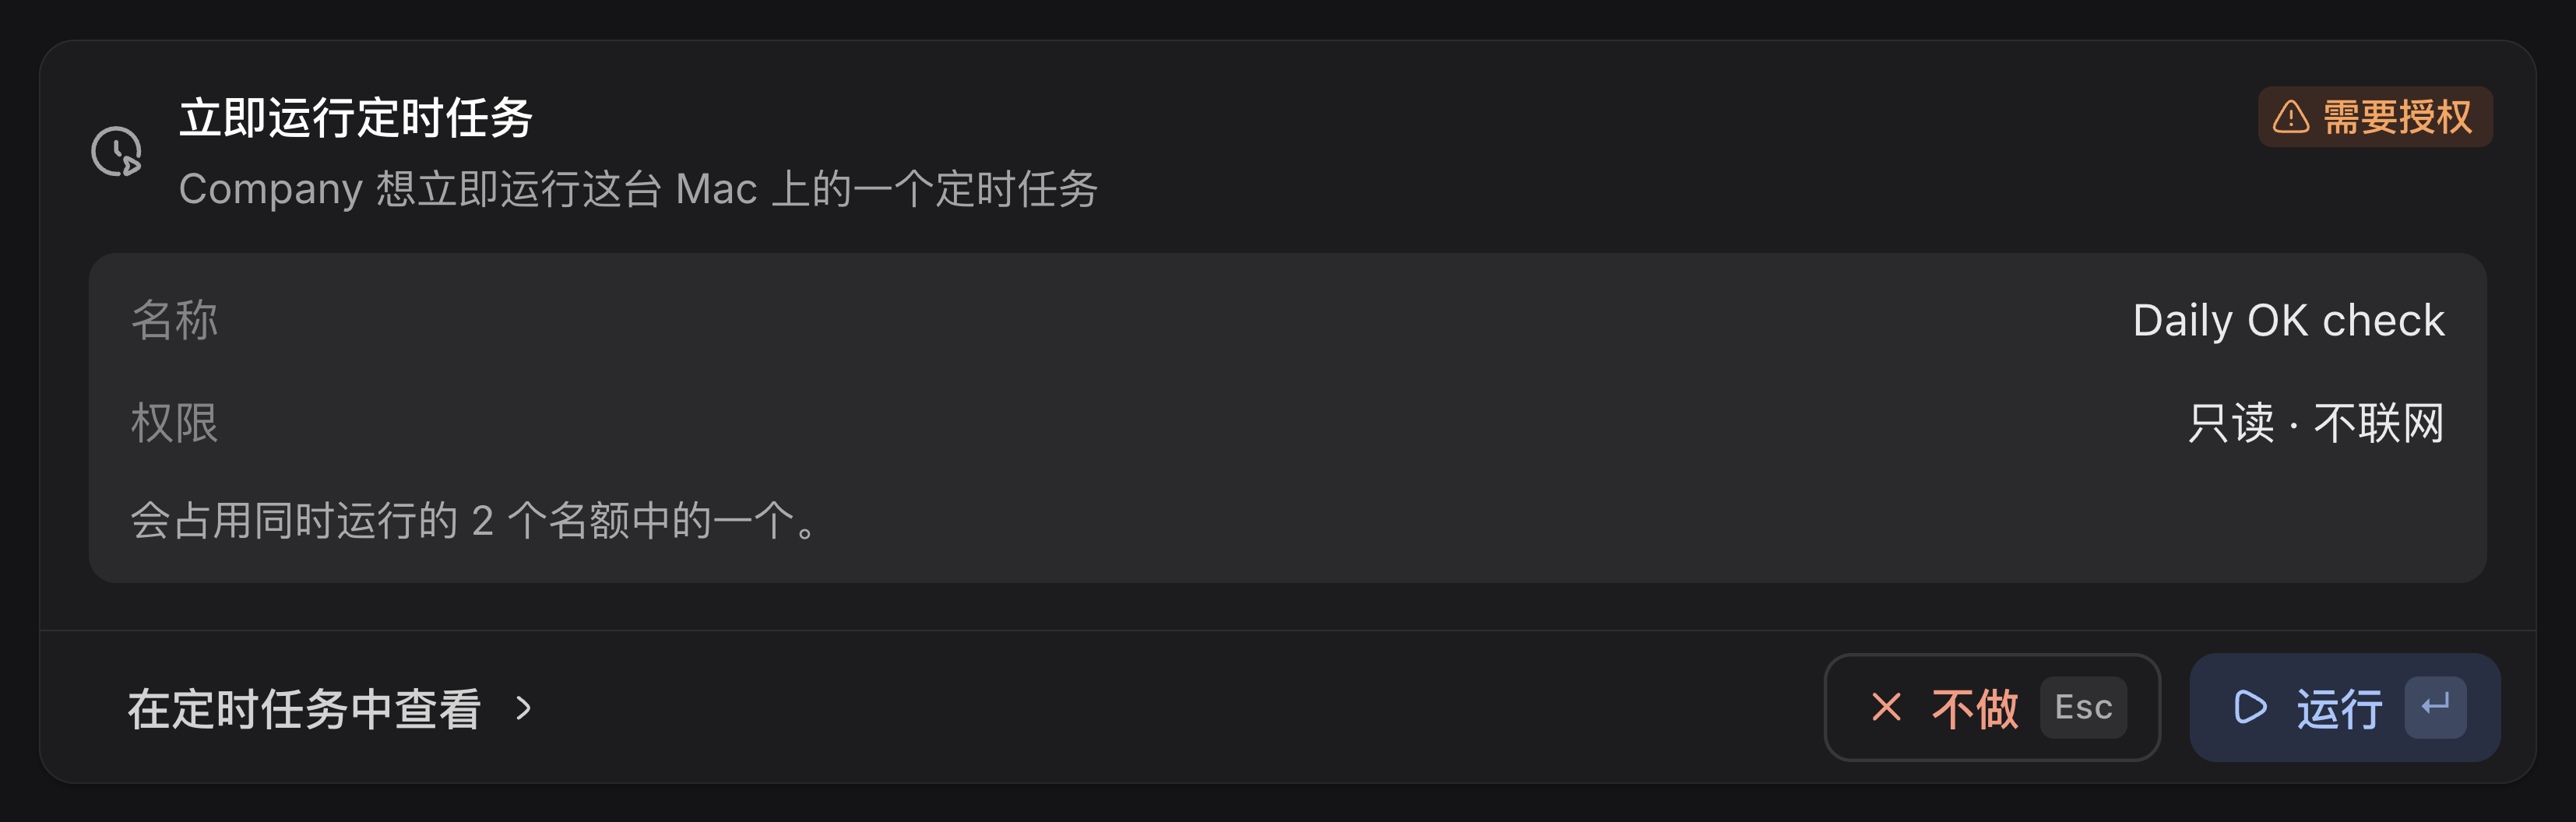 立即运行定时任务
需要授权
Company 想立即运行这台 Mac 上的一个定时任务
名称
Daily OK check
权限
只读 · 不联网
会占用同时运行的 2 个名额中的一个。
在定时任务中查看
不做 Esc
运行